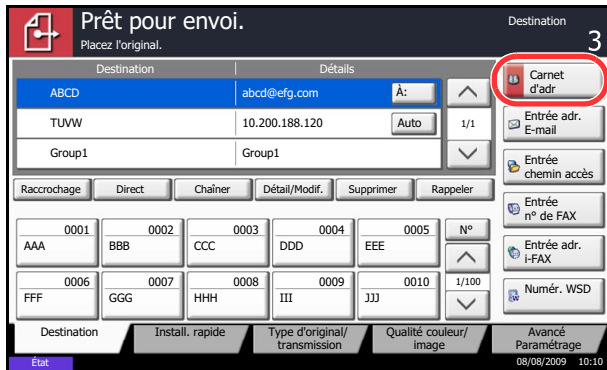 Prêt pour envoi.
Placez l'original.
Destination
3
Destination Détails
ABCD abcd@efg.com À:
TUVW 10.200.188.120 Auto 1/1
Group1 Group1
Raccrochage Direct Chaîner Détail/Modif. Supprimer Rappeler
0001 0002 0003 0004 0005 N°
AAA BBB CCC DDD EEE
0006 0007 0008 0009 0010 1/100
FFF GGG HHH III JJJ
Carnet
d'adr
Entrée adr.
E-mail
Entrée
chemin accès
Entrée
n° de FAX
Entrée adr.
i-FAX
Numér. WSD
Destination Install. rapide Type d'original/
transmission
Qualité couleur/
image
Avancé
Paramétrage
État 08/08/2009 10:10